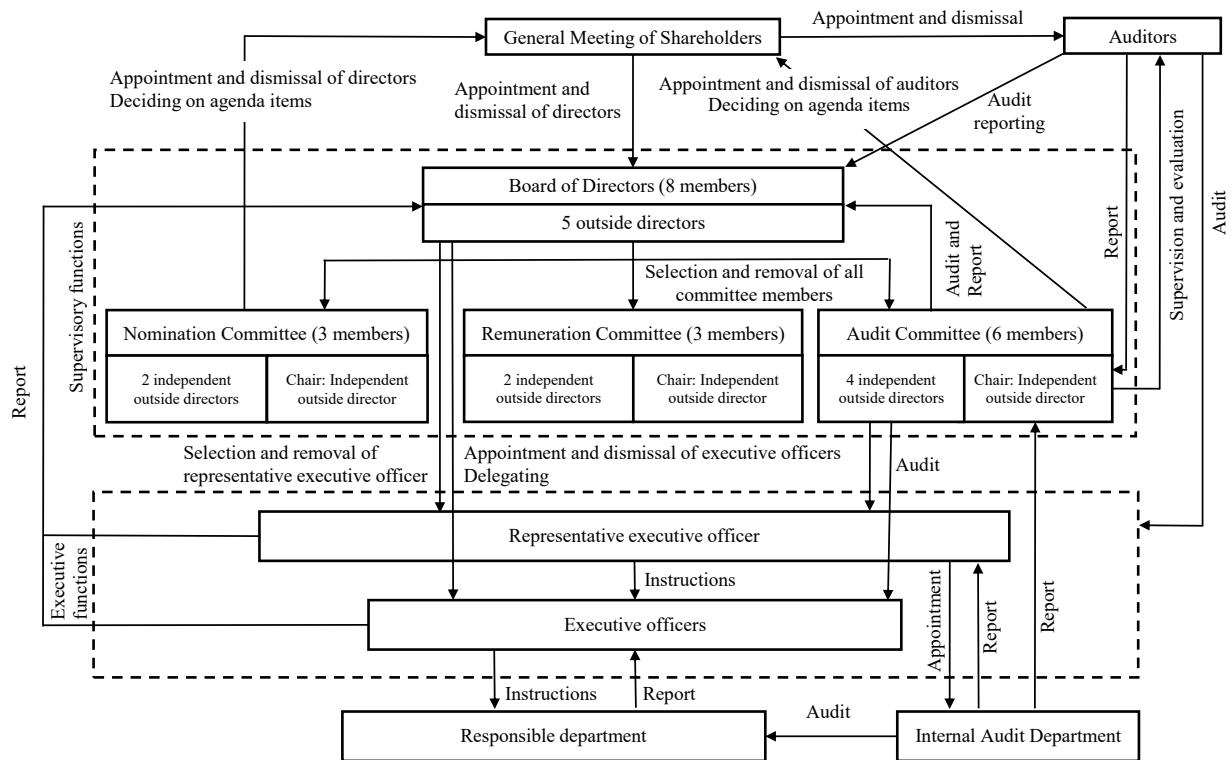 Appointment and dismissal
General Meeting of Shareholders
Auditors
Appointment and dismissal of directors
Deciding on agenda items
Appointment and
dismissal of directors
Appointment and dismissal of auditors
Deciding on agenda items
Audit
reporting
Supervision and evaluation
Audit
Report
Board of Directors (8 members)
5 outside directors
Supervisory functions
Report
Selection and removal of all
committee members
Audit and
Report
Nomination Committee (3 members)
2 independent
outside directors
Chair: Independent
outside director
Remuneration Committee (3 members)
2 independent
outside directors
Chair: Independent
outside director
Audit Committee (6 members)
4 independent
outside directors
Chair: Independent
outside director
Selection and removal of
representative executive officer
Appointment and dismissal of executive officers
Delegating
Audit
Representative executive officer
Executive
functions
Instructions
Executive officers
Appointment
Report
Report
Instructions
Report
Responsible department
Audit
Internal Audit Department